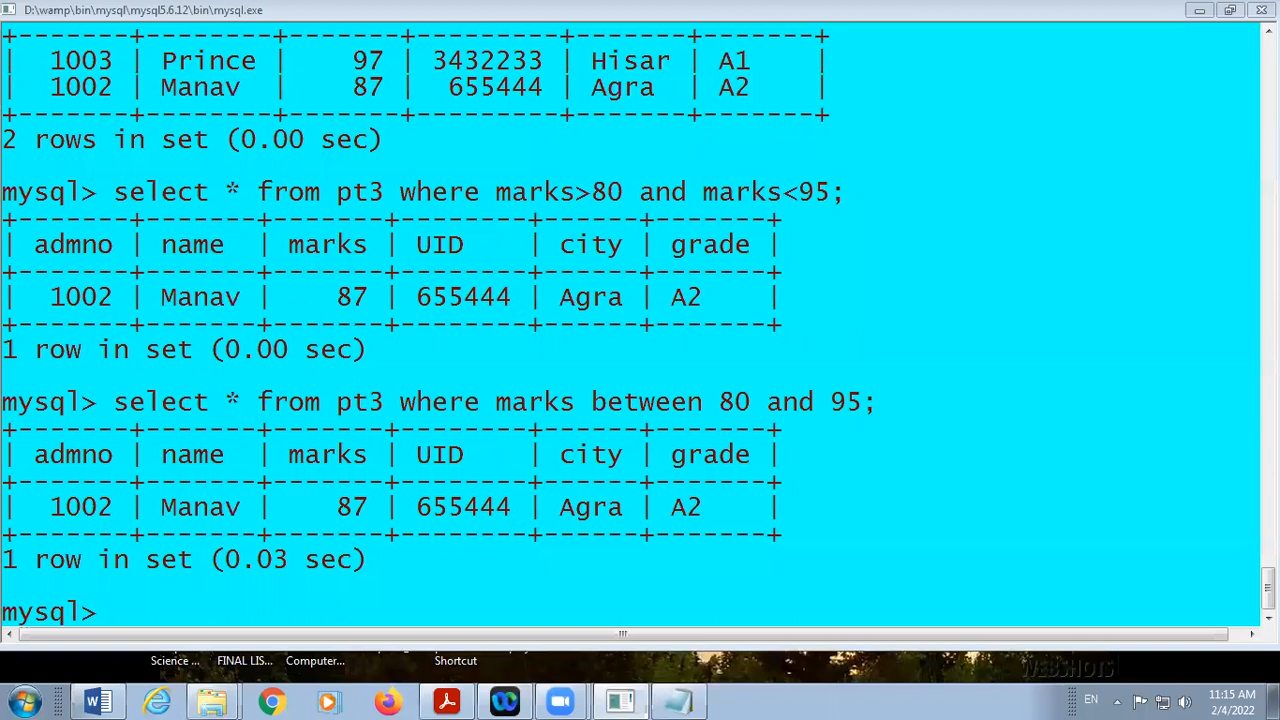 D:\wamp\bin\mysql\mysql5.6.12\bin\mysql.exe
+-------+--------+-------+---------+-------+-------+
|  1003 | Prince |    97 | 3432233 | Hisar | A1    |
|  1002 | Manav  |    87 |  655444 | Agra  | A2    |
+-------+--------+-------+---------+-------+-------+
2 rows in set (0.00 sec)
mysql> select * from pt3 where marks>80 and marks<95;
+-------+-------+-------+--------+------+-------+
| admno | name  | marks | UID    | city | grade |
+-------+-------+-------+--------+------+-------+
|  1002 | Manav |    87 | 655444 | Agra | A2    |
+-------+-------+-------+--------+------+-------+
1 row in set (0.00 sec)
mysql> select * from pt3 where marks between 80 and 95;
+-------+-------+-------+--------+------+-------+
| admno | name  | marks | UID    | city | grade |
+-------+-------+-------+--------+------+-------+
|  1002 | Manav |    87 | 655444 | Agra | A2    |
+-------+-------+-------+--------+------+-------+
1 row in set (0.03 sec)
mysql>
Science ... FINAL LIS... Computer... Shortcut
WEBSHOTS
EN 11:15 AM
2/4/2022